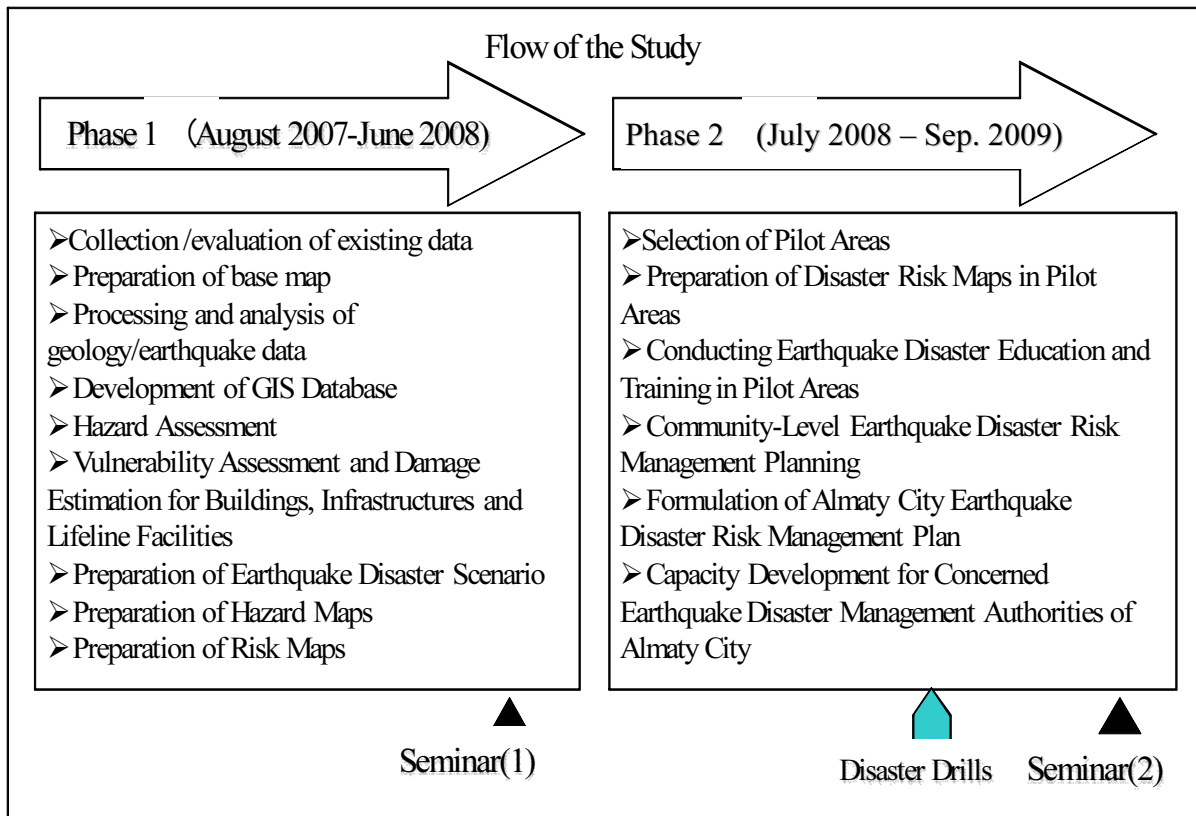 Flow of the Study
Phase 1 （August 2007-June 2008)
Phase 2 (July 2008 – Sep. 2009)
➢Collection/evaluation of existing data
➢Preparation of base map
➢Processing and analysis of
geology/earthquake data
➢Development of GIS Database
➢Hazard Assessment
➢Vulnerability Assessment and Damage
Estimation for Buildings, Infrastructures and
Lifeline Facilities
➢Preparation of Earthquake Disaster Scenario
➢Preparation of Hazard Maps
➢Preparation of Risk Maps
➢Selection of Pilot Areas
➢Preparation of Disaster Risk Maps in Pilot
Areas
➢Conducting Earthquake Disaster Education and
Training in Pilot Areas
➢Community-Level Earthquake Disaster Risk
Management Planning
➢Formulation of Almaty City Earthquake
Disaster Risk Management Plan
➢Capacity Development for Concerned
Earthquake Disaster Management Authorities of
Almaty City
Seminar(1)
Disaster Drills
Seminar(2)